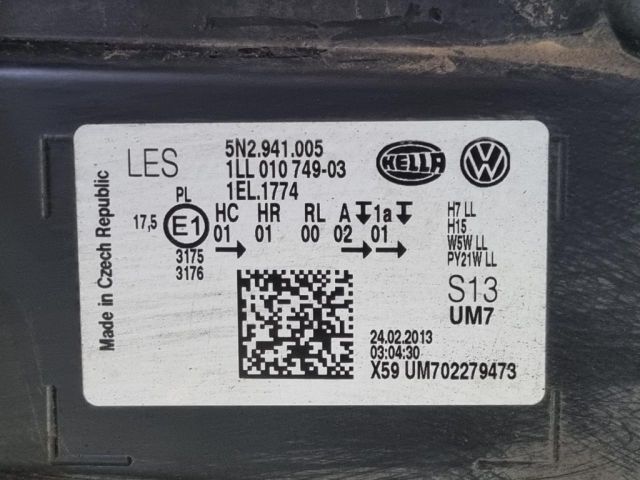 LES
5N2.941.005
1LL 010 749-03
1EL.1774
HELLA
VW
PL
17,5 E1 HC HR RL A 1a
01 01 00 02 01
3175
3176
H7 LL
H15
W5W LL
PY21W LL
S13
UM7
24.02.2013
03:04:30
X59 UM702279473
Made in Czech Republic